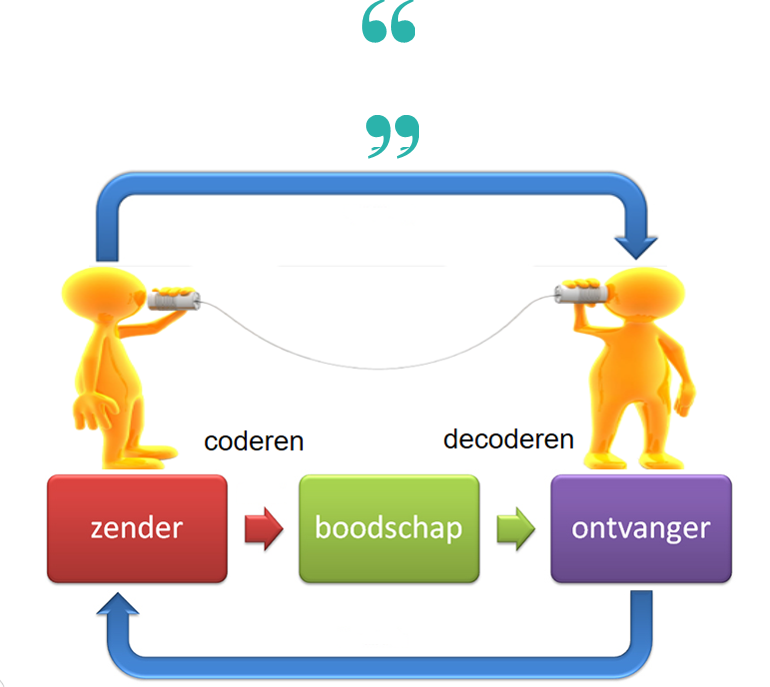 “
”
coderen
decoderen
zender
boodschap
ontvanger